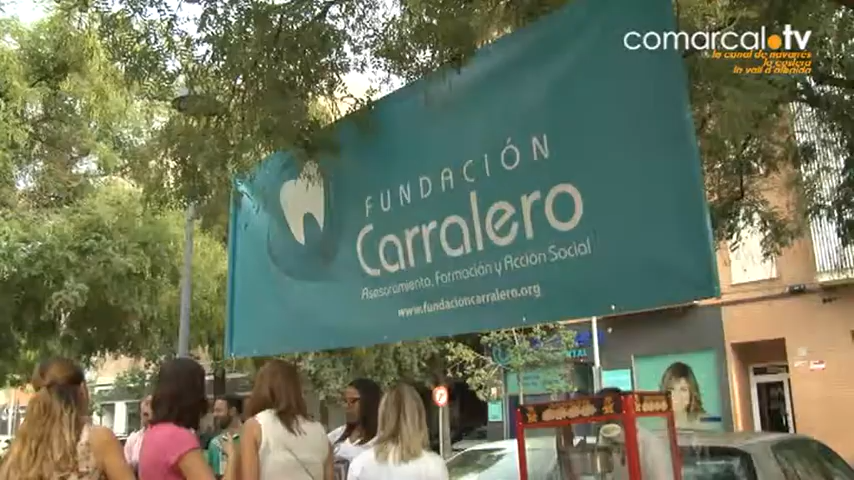 comarcal.tv
la canal de navarrés
la costera
la vall d'albaida
FUNDACIÓN
Carralero
Asesoramiento, Formación y Acción Social
www.fundacioncarralero.org